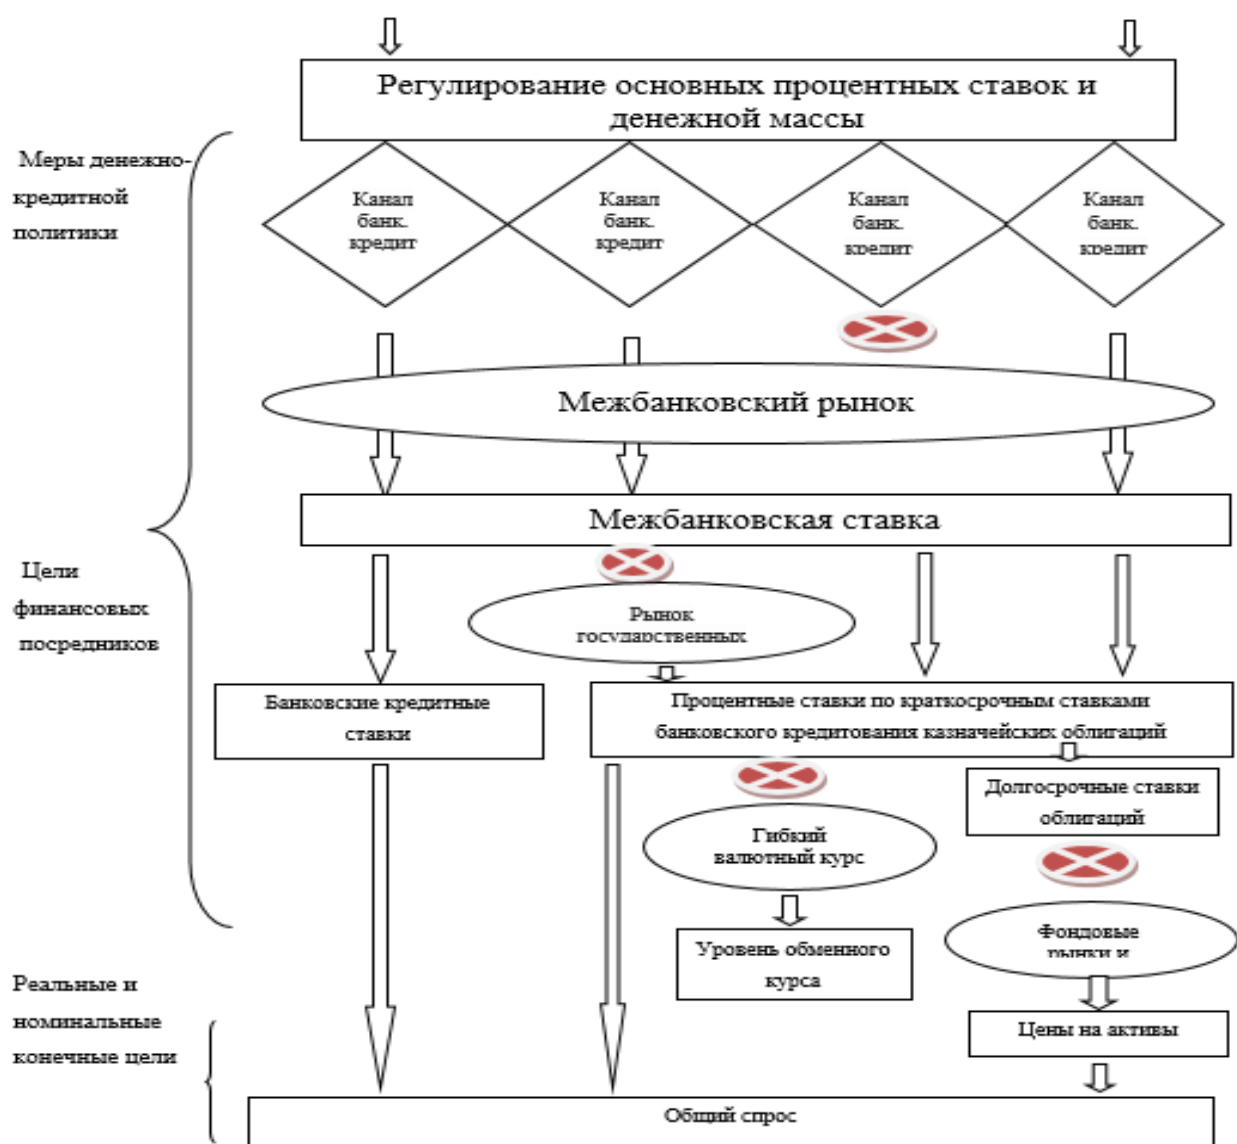 Регулирование основных процентных ставок и
денежной массы
Меры денежно-
кредитной
политики
Канал
банк.
кредит
Канал
банк.
кредит
Канал
банк.
кредит
Канал
банк.
кредит
Межбанковский рынок
Межбанковская ставка
Цели
финансовых
посредников
Рынок
государственных
Банковские кредитные
ставки
Процентные ставки по краткосрочным ставками
банковского кредитования казначейских облигаций
Долгосрочные ставки
облигаций
Гибкий
валютный курс
Фондовые
рынки и
Уровень обменного
курса
Реальные и
номинальные
конечные цели
Цены на активы
Общий спрос